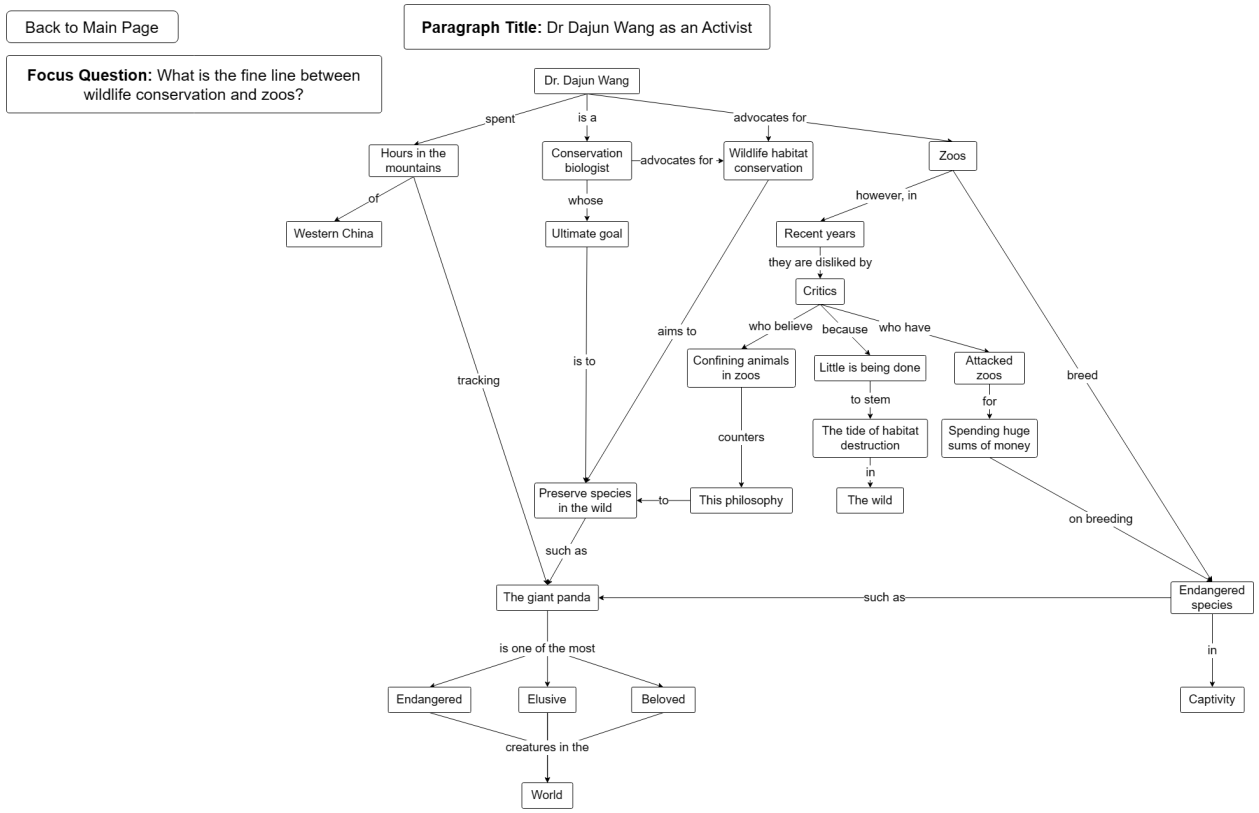 Back to Main Page
Paragraph Title: Dr Dajun Wang as an Activist
Focus Question: What is the fine line between
wildlife conservation and zoos?
Dr. Dajun Wang
spent
is a
advocates for
Hours in the
mountains
Conservation
biologist
advocates for
Wildlife habitat
conservation
Zoos
of
whose
however, in
Western China
Ultimate goal
Recent years
they are disliked by
Critics
who believe
because
who have
aims to
is to
Confining animals
in zoos
Little is being done
Attacked
zoos
tracking
breed
to stem
for
counters
The tide of habitat
destruction
Spending huge
sums of money
in
Preserve species
in the wild
to
This philosophy
The wild
on breeding
such as
The giant panda
such as
Endangered
species
is one of the most
in
Endangered
Elusive
Beloved
Captivity
creatures in the
World